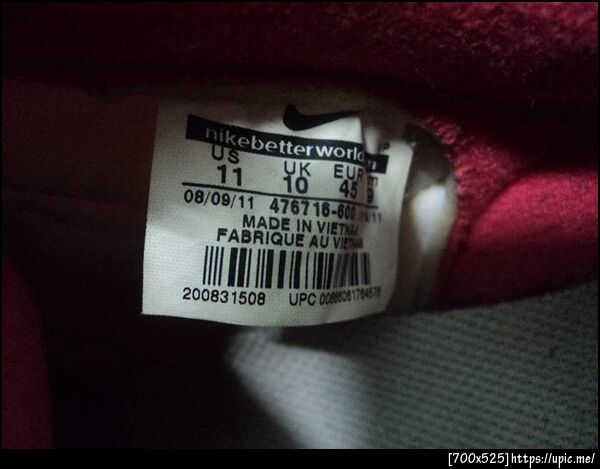 nikebetterworld
US UK EUR
11 10 45
08/09/11 476716-600
MADE IN VIETNAM
FABRIQUE AU VIETNAM
200831508 UPC
[700x525]https://upic.me/